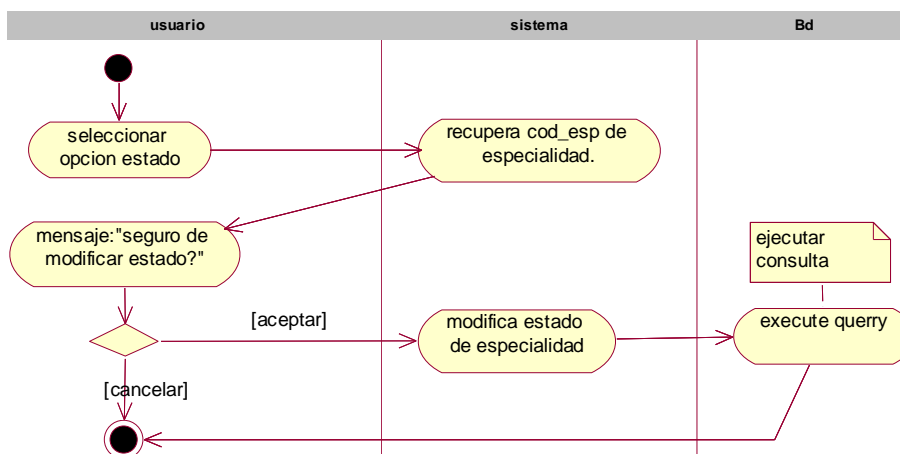 usuario
sistema
Bd
seleccionar
opcion estado
recupera cod_esp de
especialidad.
mensaje:"seguro de
modificar estado?"
ejecutar
consulta
[aceptar]
modifica estado
de especialidad
execute querry
[cancelar]